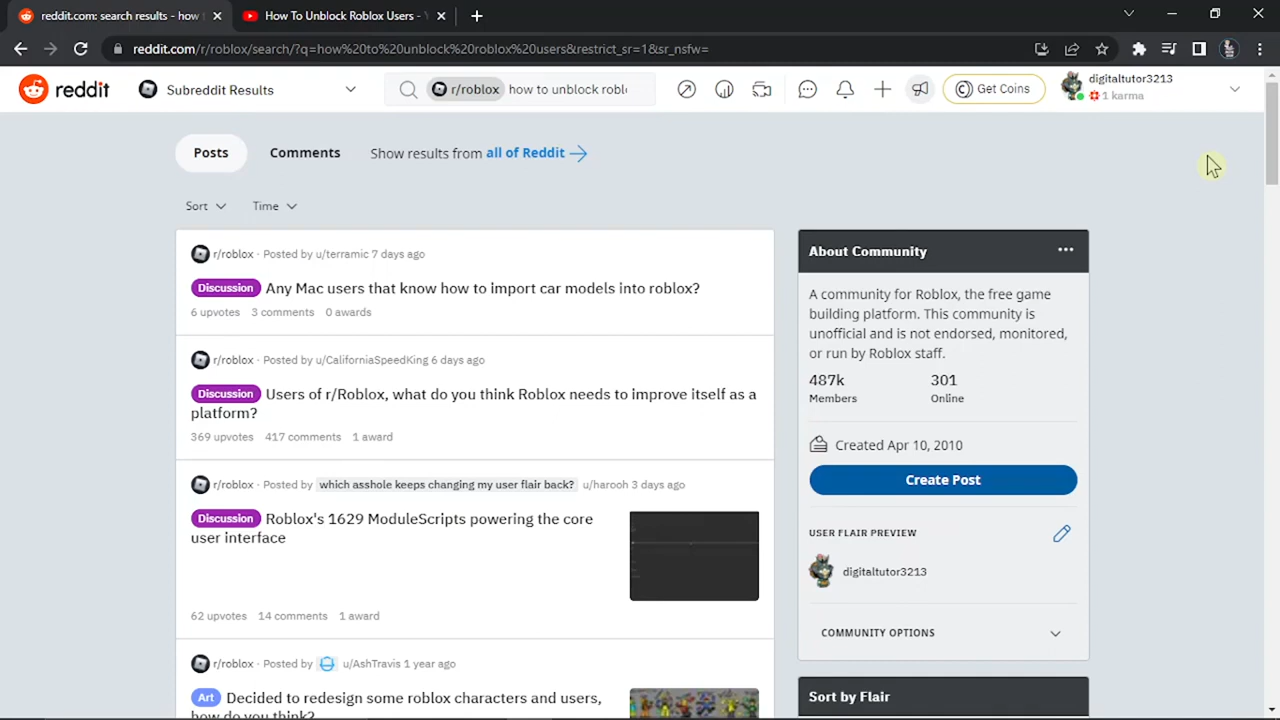 reddit.com: search results - how
How To Unblock Roblox Users - Y
reddit.com/r/roblox/search/?q=how%20to%20unblock%20roblox%20users&restrict_sr=1&sr_nsfw=
reddit
Subreddit Results
r/roblox
how to unblock robl
Get Coins
digitaltutor3213
1 karma
Posts
Comments
Show results from all of Reddit
Sort
Time
r/roblox · Posted by u/terramic 7 days ago
Discussion Any Mac users that know how to import car models into roblox?
6 upvotes 3 comments 0 awards
r/roblox · Posted by u/CaliforniaSpeedKing 6 days ago
Discussion Users of r/Roblox, what do you think Roblox needs to improve itself as a
platform?
369 upvotes 417 comments 1 award
r/roblox · Posted by which asshole keeps changing my user flair back? u/harooh 3 days ago
Discussion Roblox's 1629 ModuleScripts powering the core
user interface
62 upvotes 14 comments 1 award
r/roblox · Posted by u/AshTravis 1 year ago
Art Decided to redesign some roblox characters and users,
how do you think?
About Community
A community for Roblox, the free game
building platform. This community is
unofficial and is not endorsed, monitored,
or run by Roblox staff.
487k
301
Members
Online
Created Apr 10, 2010
Create Post
USER FLAIR PREVIEW
digitaltutor3213
COMMUNITY OPTIONS
Sort by Flair